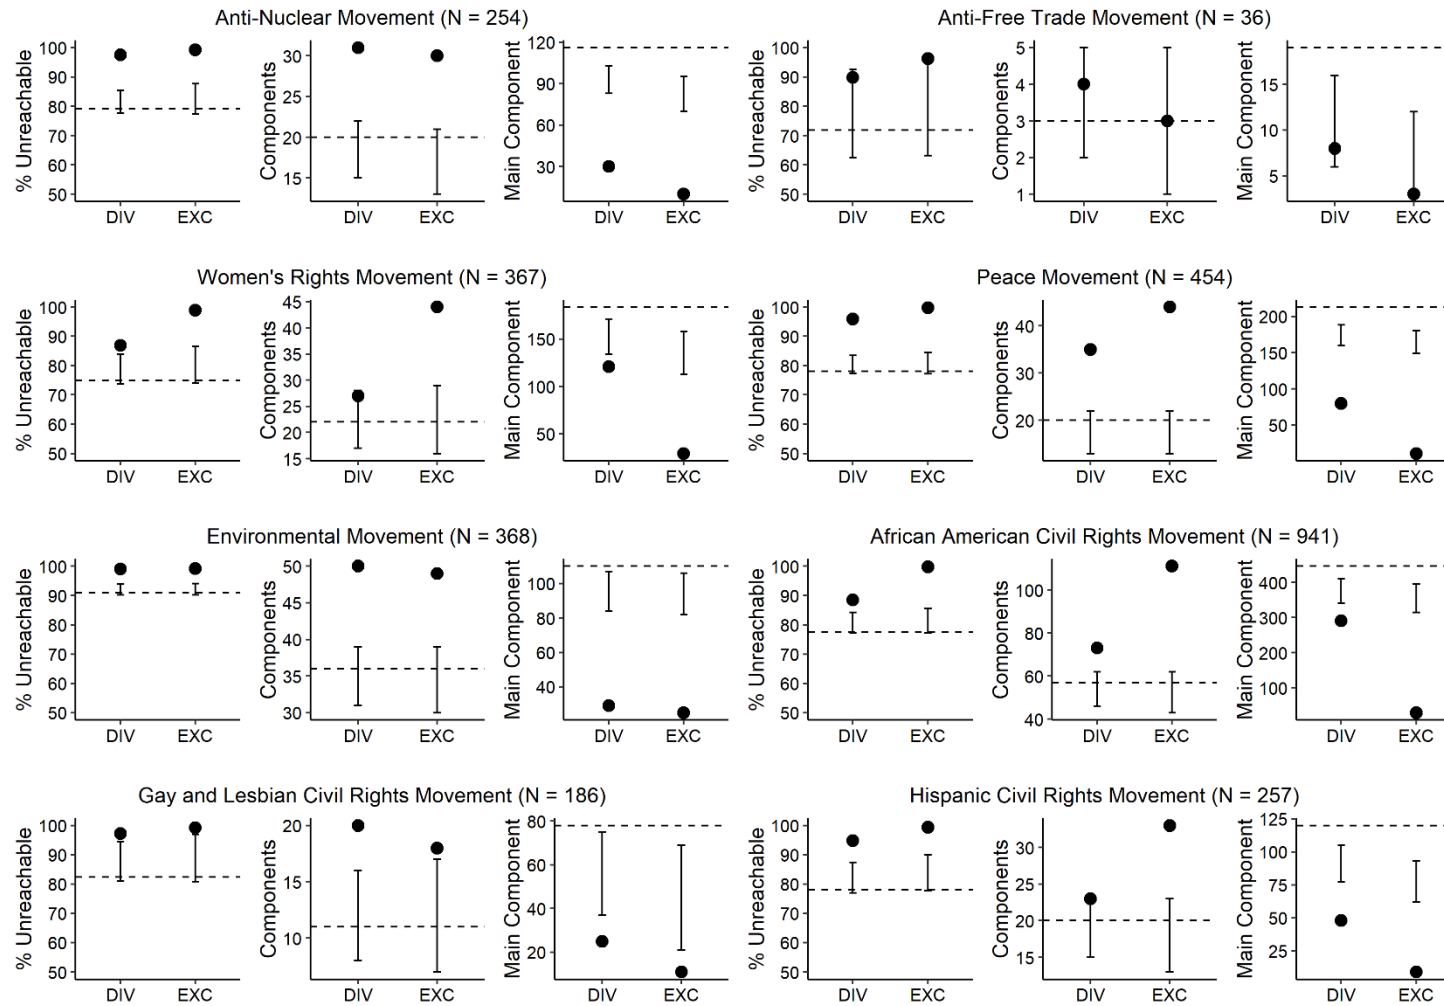 Anti-Nuclear Movement (N = 254)
% Unreachable
100
90
80
70
60
50
DIV EXC
Components
30
25
20
15
DIV EXC
Main Component
120
90
60
30
DIV EXC
Anti-Free Trade Movement (N = 36)
% Unreachable
100
90
80
70
60
50
DIV EXC
Components
5
4
3
2
1
DIV EXC
Main Component
15
10
5
DIV EXC
Women's Rights Movement (N = 367)
% Unreachable
100
90
80
70
60
50
DIV EXC
Components
45
41
38
34
30
26
22
19
15
DIV EXC
Main Component
150
100
50
DIV EXC
Peace Movement (N = 454)
% Unreachable
100
90
80
70
60
50
DIV EXC
Components
40
30
20
DIV EXC
Main Component
200
150
100
50
DIV EXC
Environmental Movement (N = 368)
% Unreachable
100
90
80
70
60
50
DIV EXC
Components
50
45
40
35
30
DIV EXC
Main Component
100
80
60
40
DIV EXC
African American Civil Rights Movement (N = 941)
% Unreachable
100
90
80
70
60
50
DIV EXC
Components
100
80
60
40
DIV EXC
Main Component
400
300
200
100
DIV EXC
Gay and Lesbian Civil Rights Movement (N = 186)
% Unreachable
100
90
80
70
60
50
DIV EXC
Components
20
15
10
DIV EXC
Main Component
80
60
40
20
DIV EXC
Hispanic Civil Rights Movement (N = 257)
% Unreachable
100
90
80
70
60
50
DIV EXC
Components
30
25
20
15
DIV EXC
Main Component
125
100
75
50
25
DIV EXC